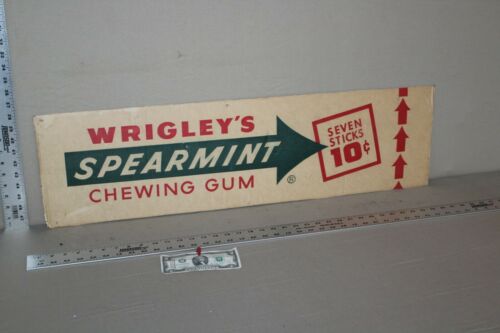 WRIGLEY'S
SPEARMINT
CHEWING GUM
®
SEVEN
STICKS
10¢